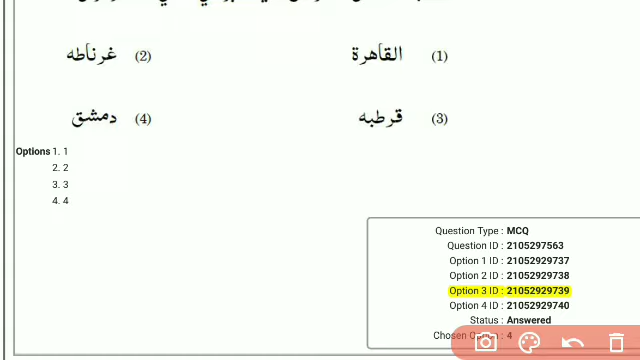 (1) القاهرة (2) غرناطه
(3) قرطبه (4) دمشق
Options 1. 1
2. 2
3. 3
4. 4
Question Type : MCQ
Question ID : 2105297563
Option 1 ID : 21052929737
Option 2 ID : 21052929738
Option 3 ID : 21052929739
Option 4 ID : 21052929740
Status : Answered
Chosen Option : 4